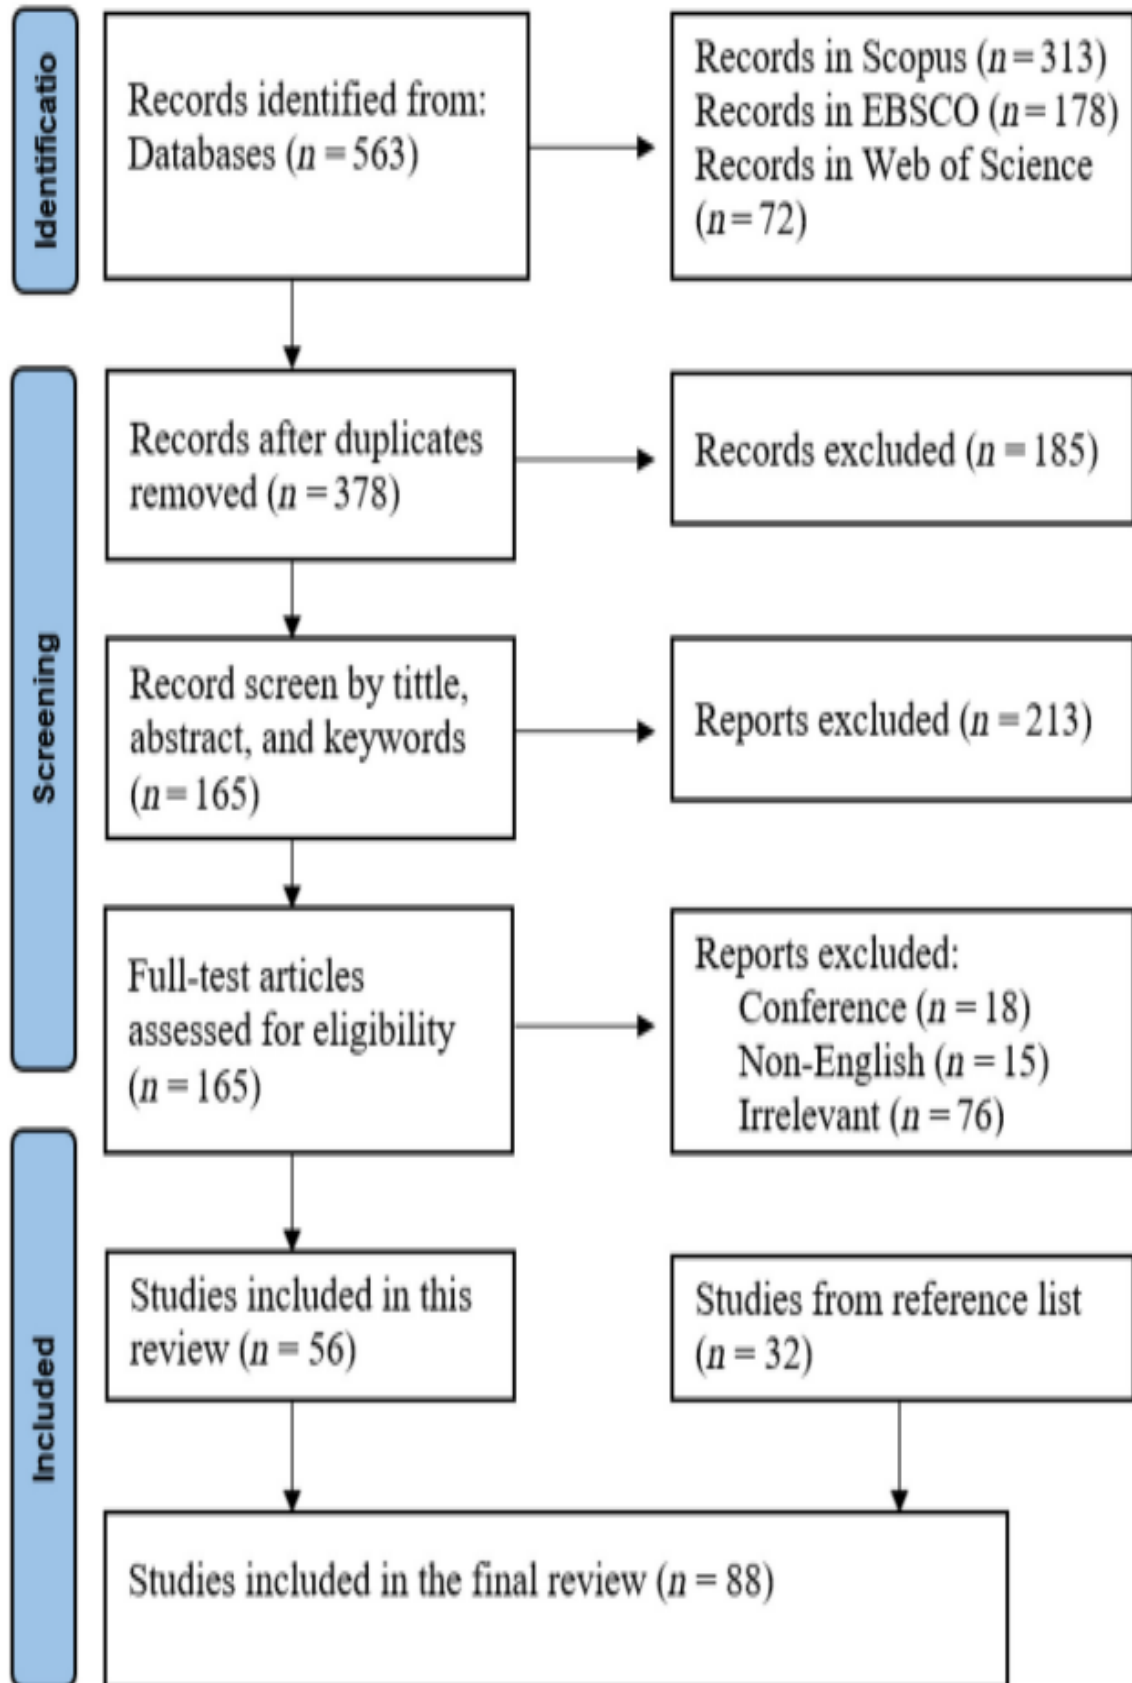 Identificatio
Records identified from:
Databases (n = 563)
Records in Scopus (n = 313)
Records in EBSCO (n = 178)
Records in Web of Science
(n = 72)
Screening
Records after duplicates
removed (n = 378)
Records excluded (n = 185)
Record screen by tittle,
abstract, and keywords
(n = 165)
Reports excluded (n = 213)
Full-test articles
assessed for eligibility
(n = 165)
Reports excluded:
Conference (n = 18)
Non-English (n = 15)
Irrelevant (n = 76)
Included
Studies included in this
review (n = 56)
Studies from reference list
(n = 32)
Studies included in the final review (n = 88)